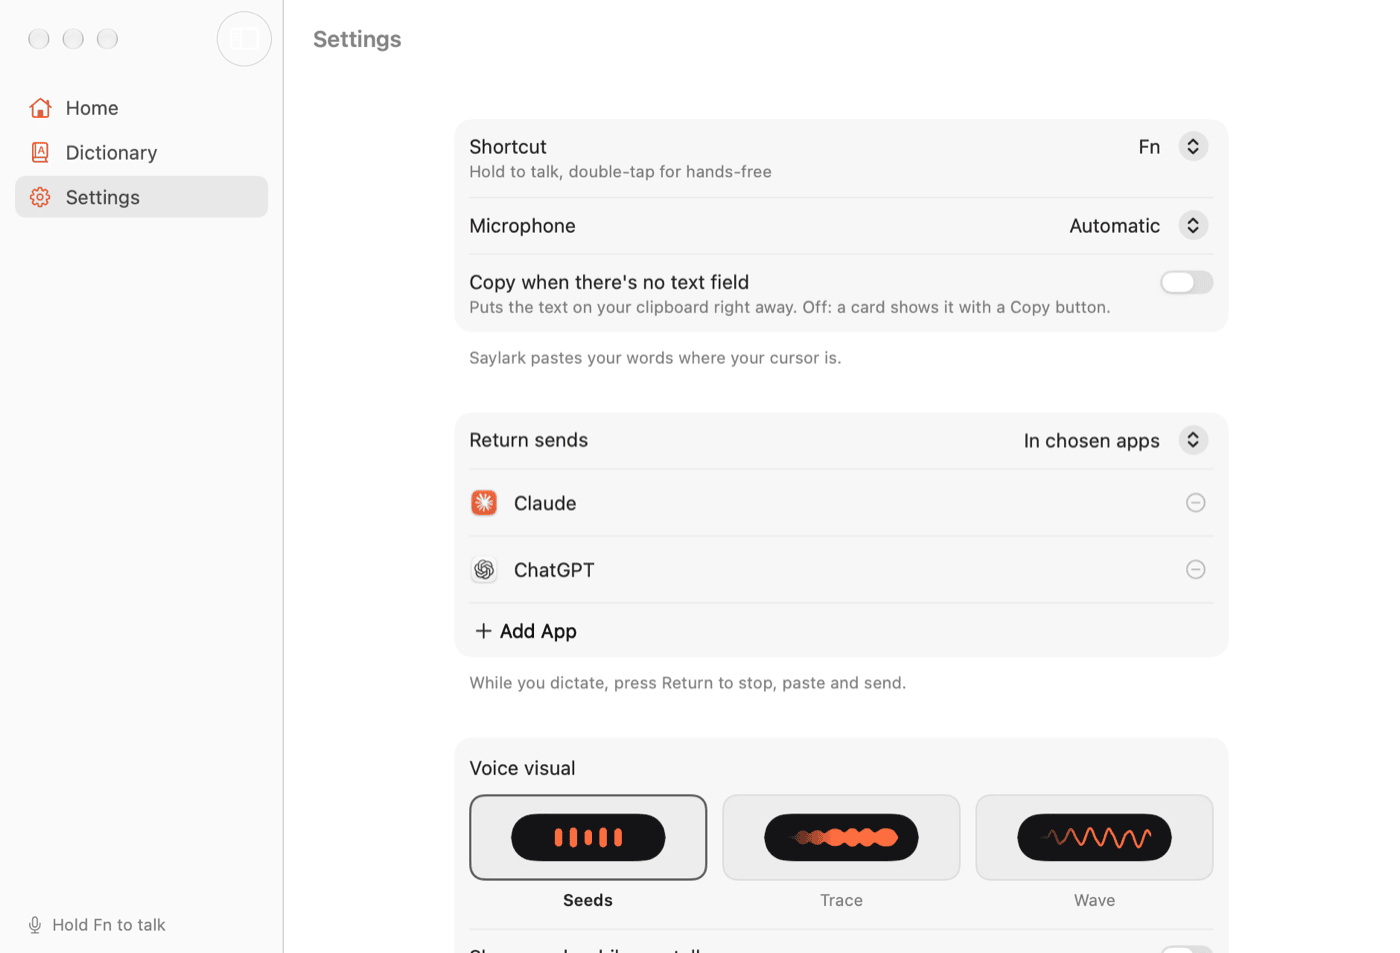 Settings
Home
Dictionary
Settings
Shortcut
Fn
Hold to talk, double-tap for hands-free
Microphone
Automatic
Copy when there's no text field
Puts the text on your clipboard right away. Off: a card shows it with a Copy button.
Saylark pastes your words where your cursor is.
Return sends
In chosen apps
Claude
ChatGPT
+ Add App
While you dictate, press Return to stop, paste and send.
Voice visual
Seeds
Trace
Wave
Hold Fn to talk